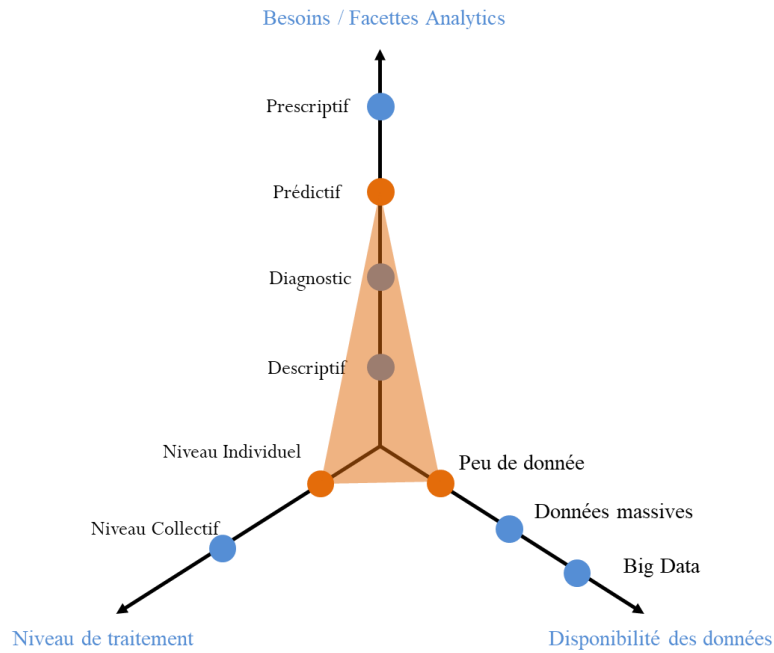 Besoins / Facettes Analytics
Prescriptif
Prédictif
Diagnostic
Descriptif
Niveau Individuel
Peu de donnée
Données massives
Niveau Collectif
Big Data
Niveau de traitement
Disponibilité des données